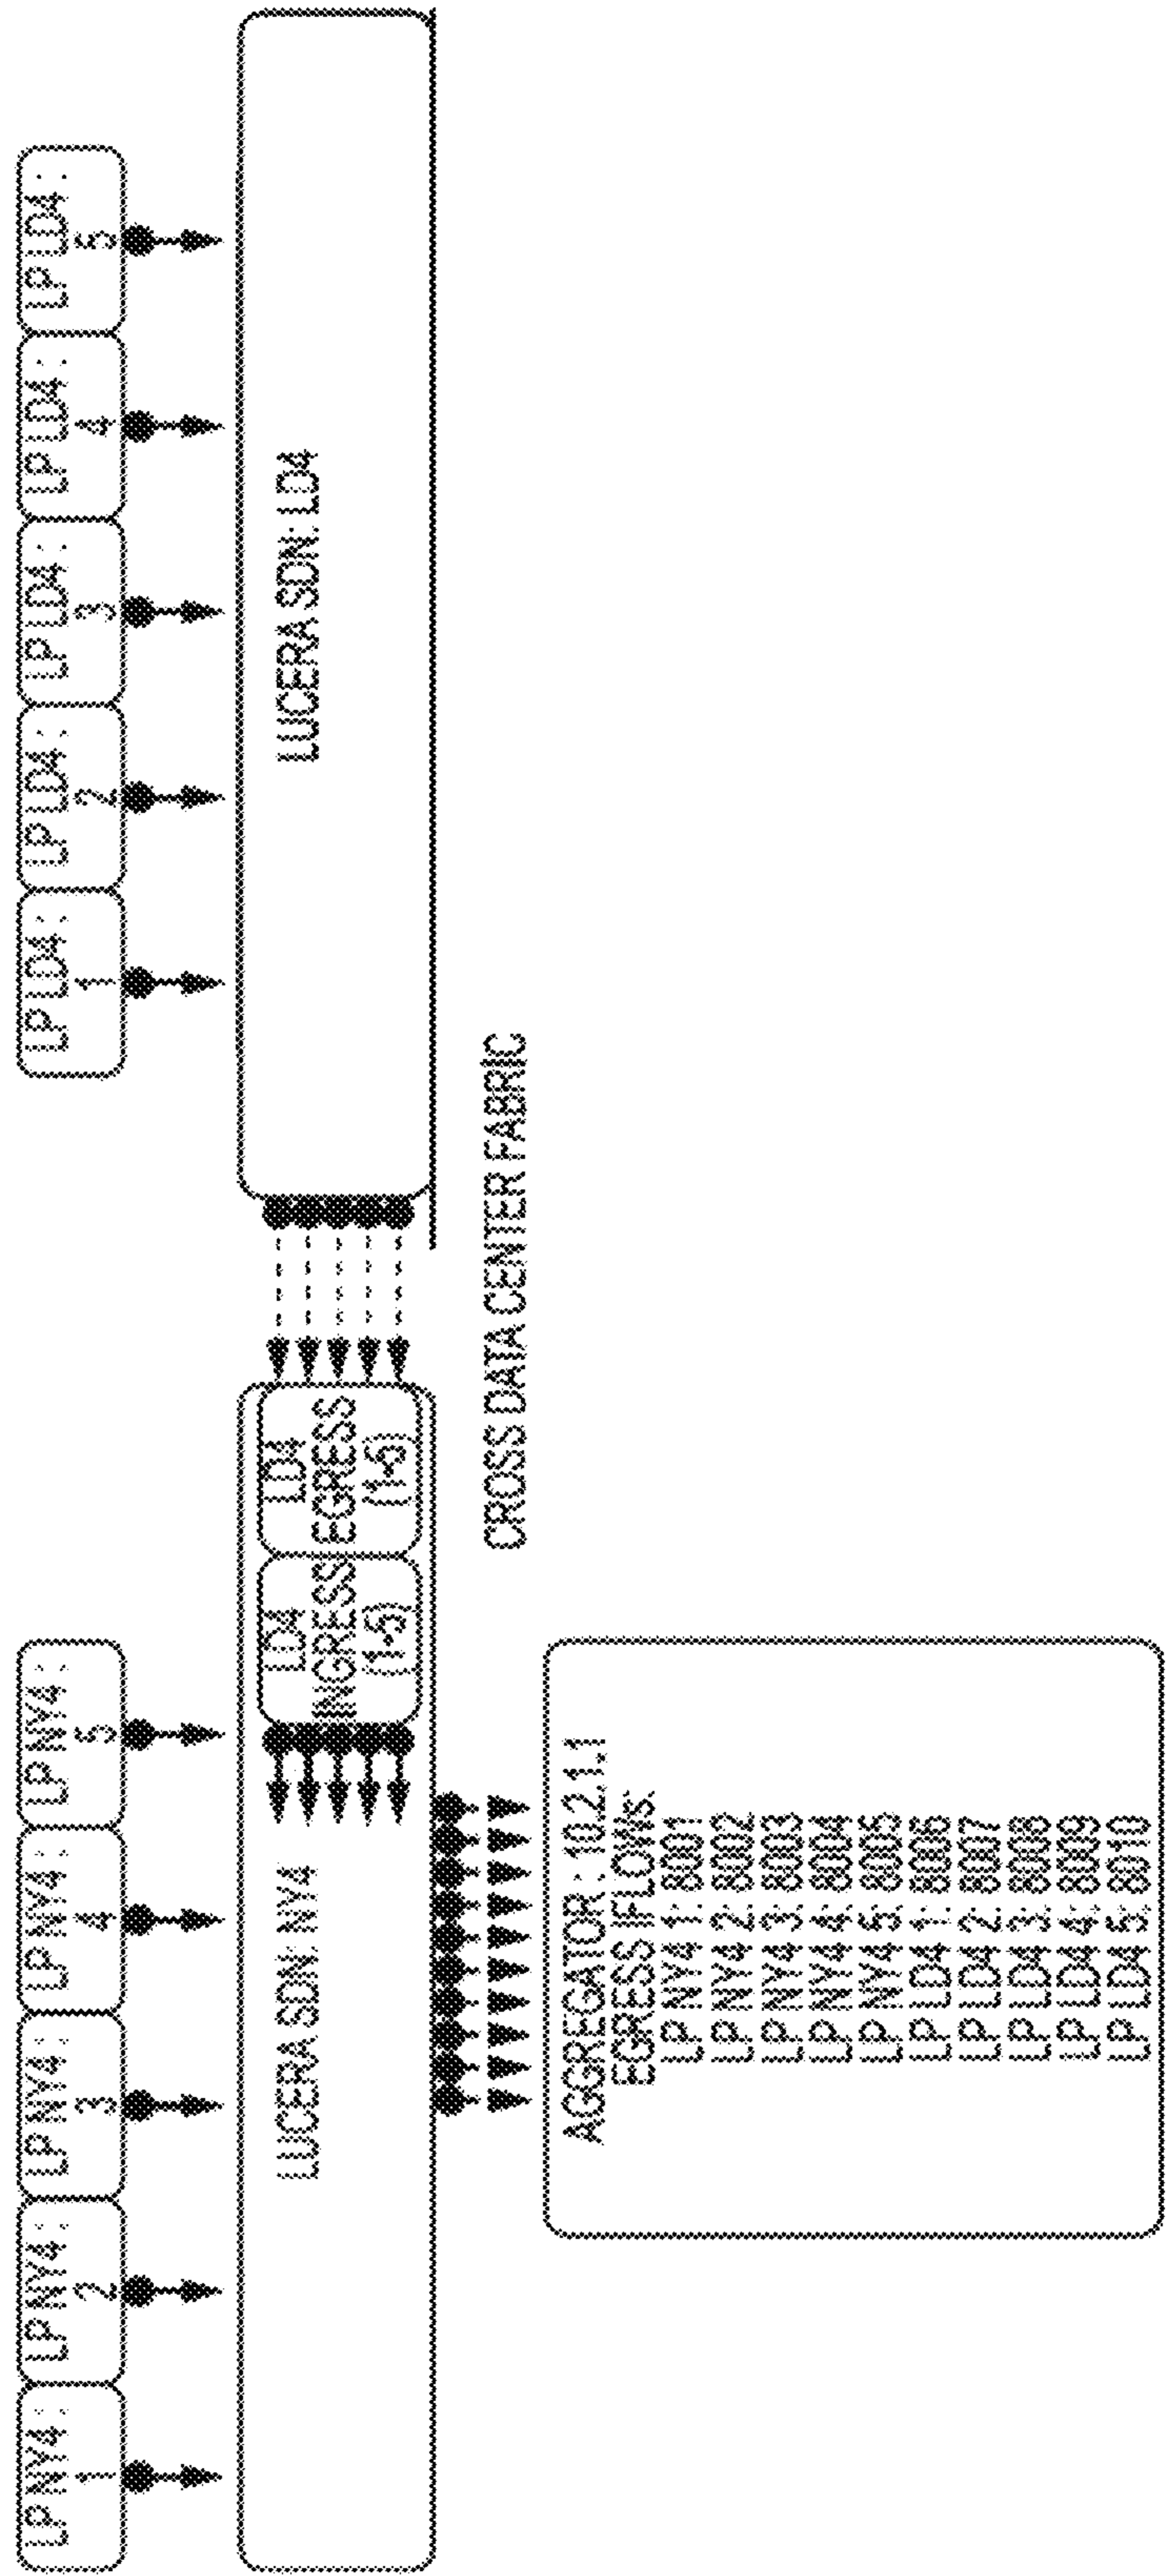 LP NY4 :
1
LP NY4 :
2
LP NY4 :
3
LP NY4 :
4
LP NY4 :
5
LP LD4 :
1
LP LD4 :
2
LP LD4 :
3
LP LD4 :
4
LP LD4 :
5
LUCERA SDN: NY4
LD4
INGRESS
(1-5)
LD4
EGRESS
(1-5)
LUCERA SDN: LD4
CROSS DATA CENTER FABRIC
AGGREGATOR : 10.2.1.1
EGRESS IFLOWS:
LP NY4 1: 8001
LP NY4 2: 8002
LP NY4 3: 8003
LP NY4 4: 8004
LP NY4 5: 8005
LP LD4 1: 8006
LP LD4 2: 8007
LP LD4 3: 8008
LP LD4 4: 8009
LP LD4 5: 8010